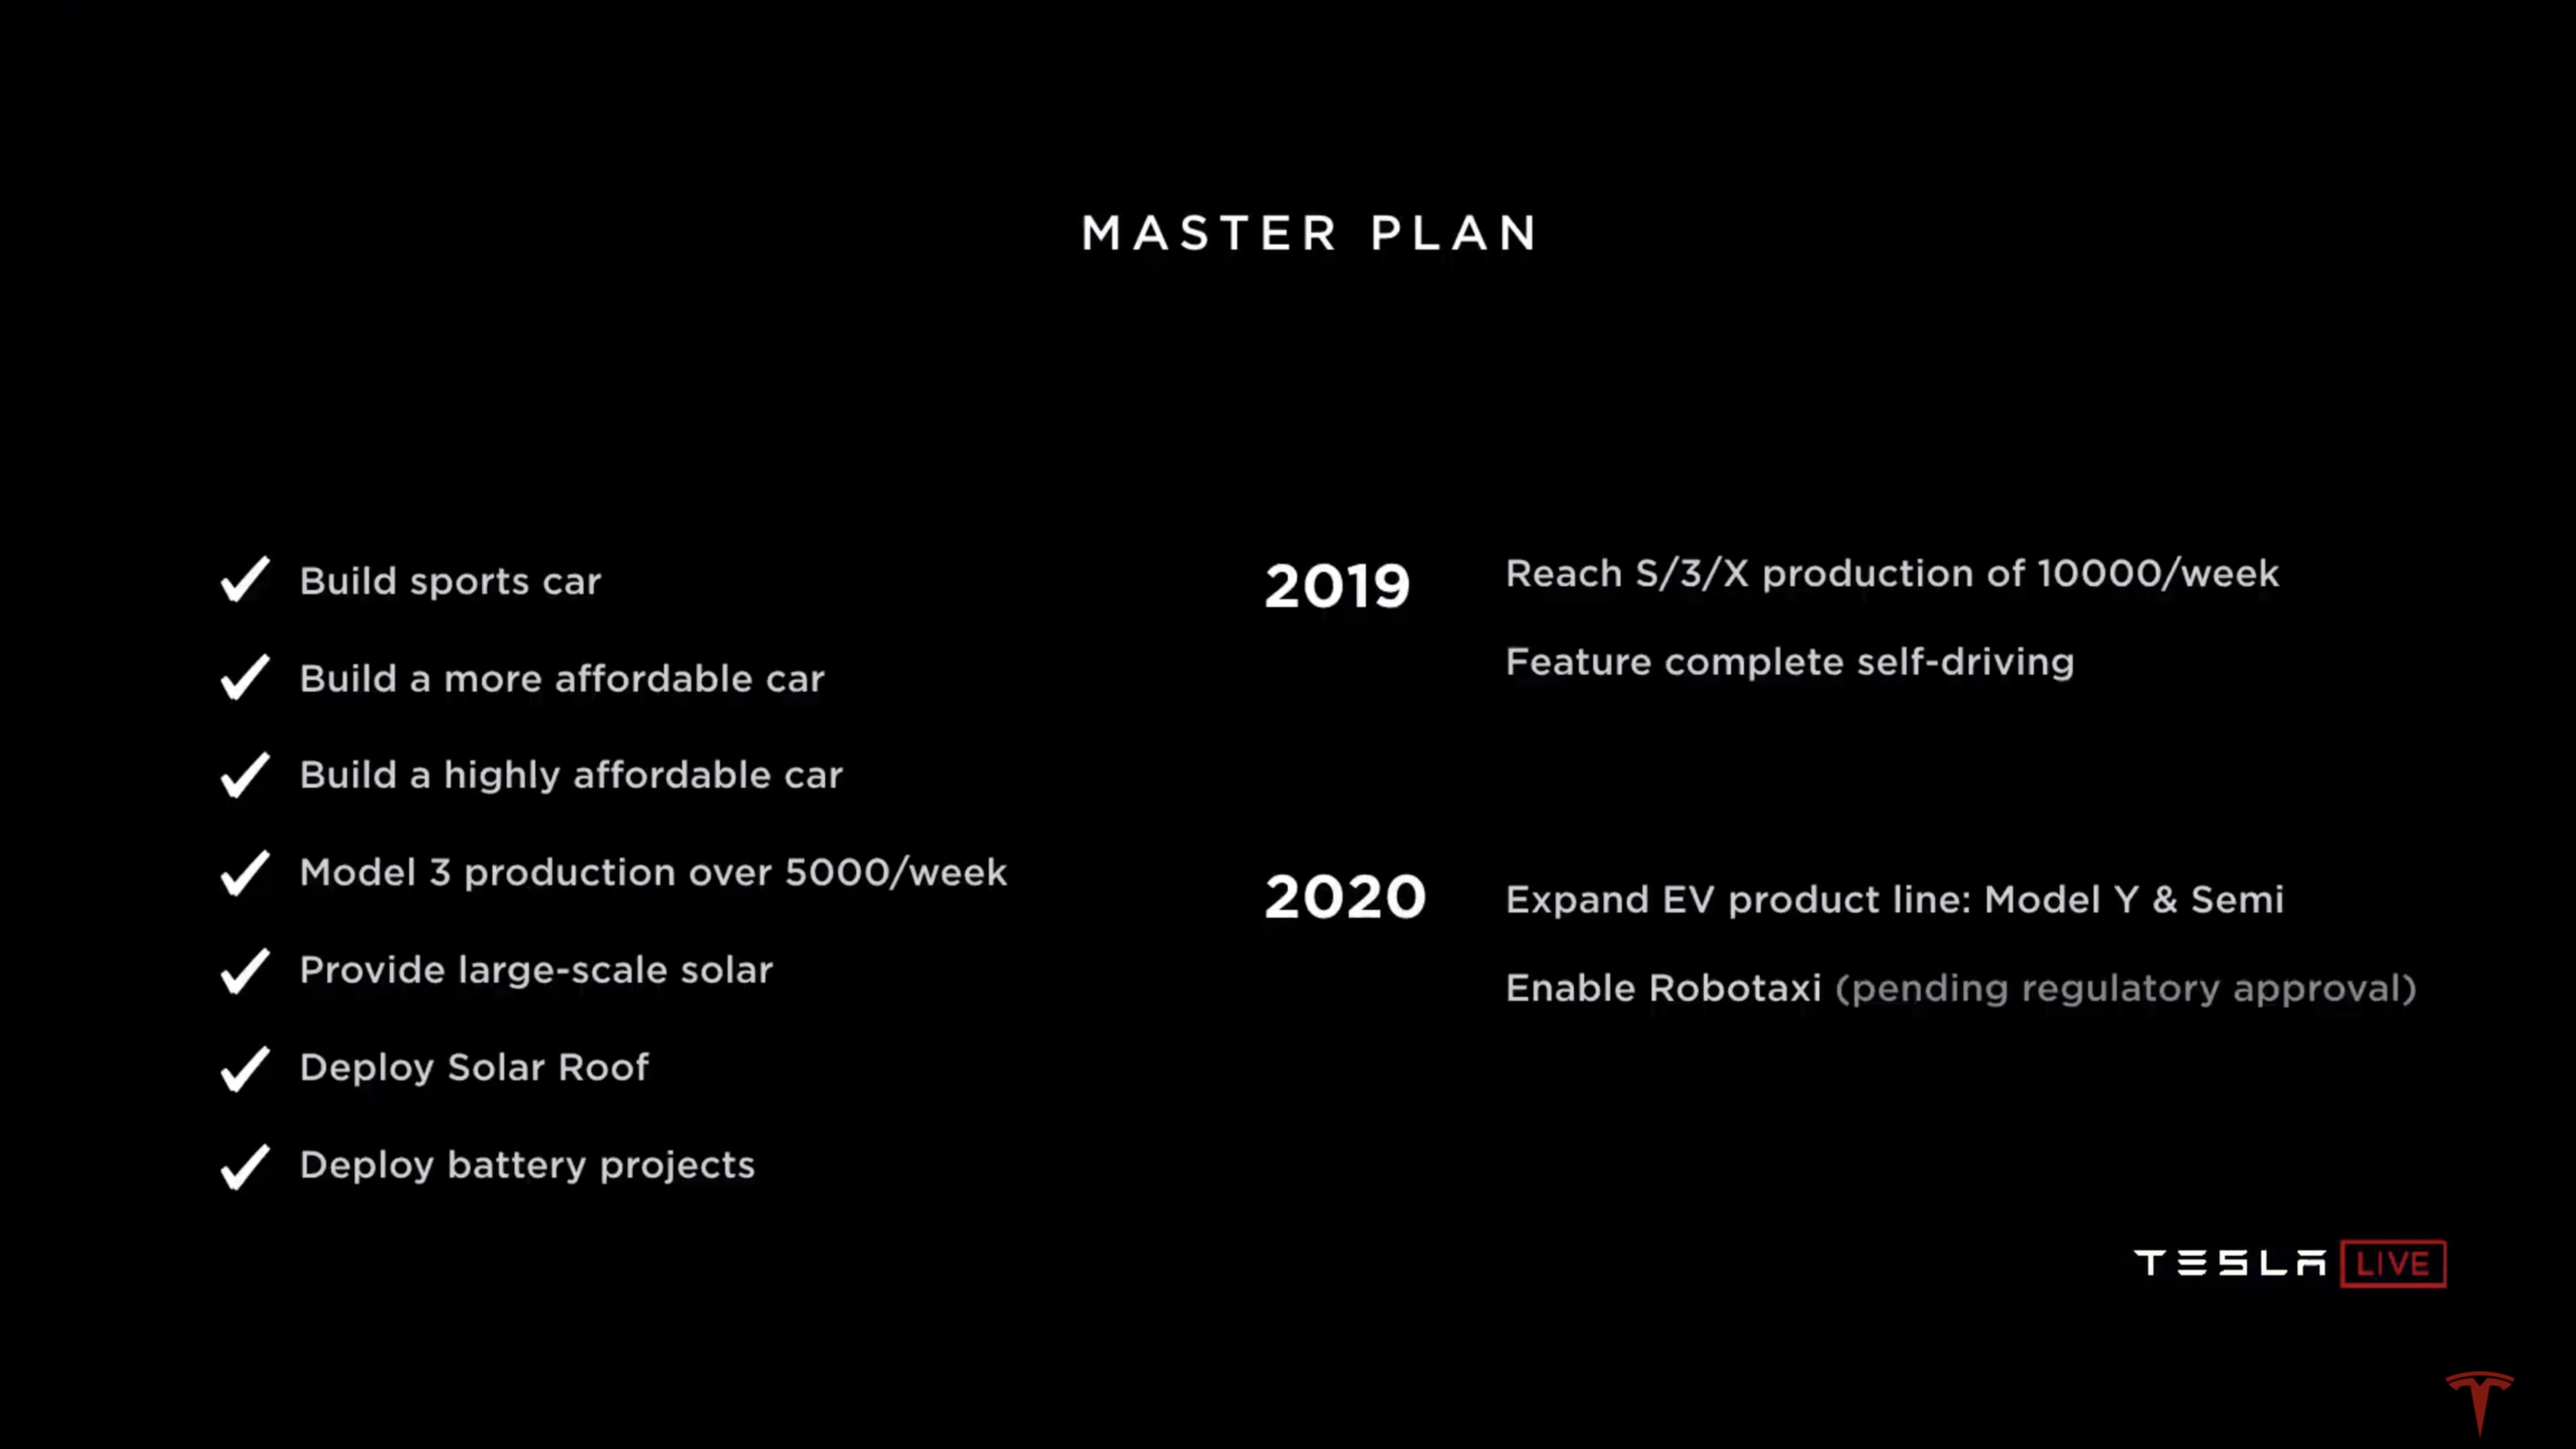 MASTER PLAN
Build sports car
Build a more affordable car
Build a highly affordable car
Model 3 production over 5000/week
Provide large-scale solar
Deploy Solar Roof
Deploy battery projects
2019
Reach S/3/X production of 10000/week
Feature complete self-driving
2020
Expand EV product line: Model Y & Semi
Enable Robotaxi (pending regulatory approval)
TESLA LIVE